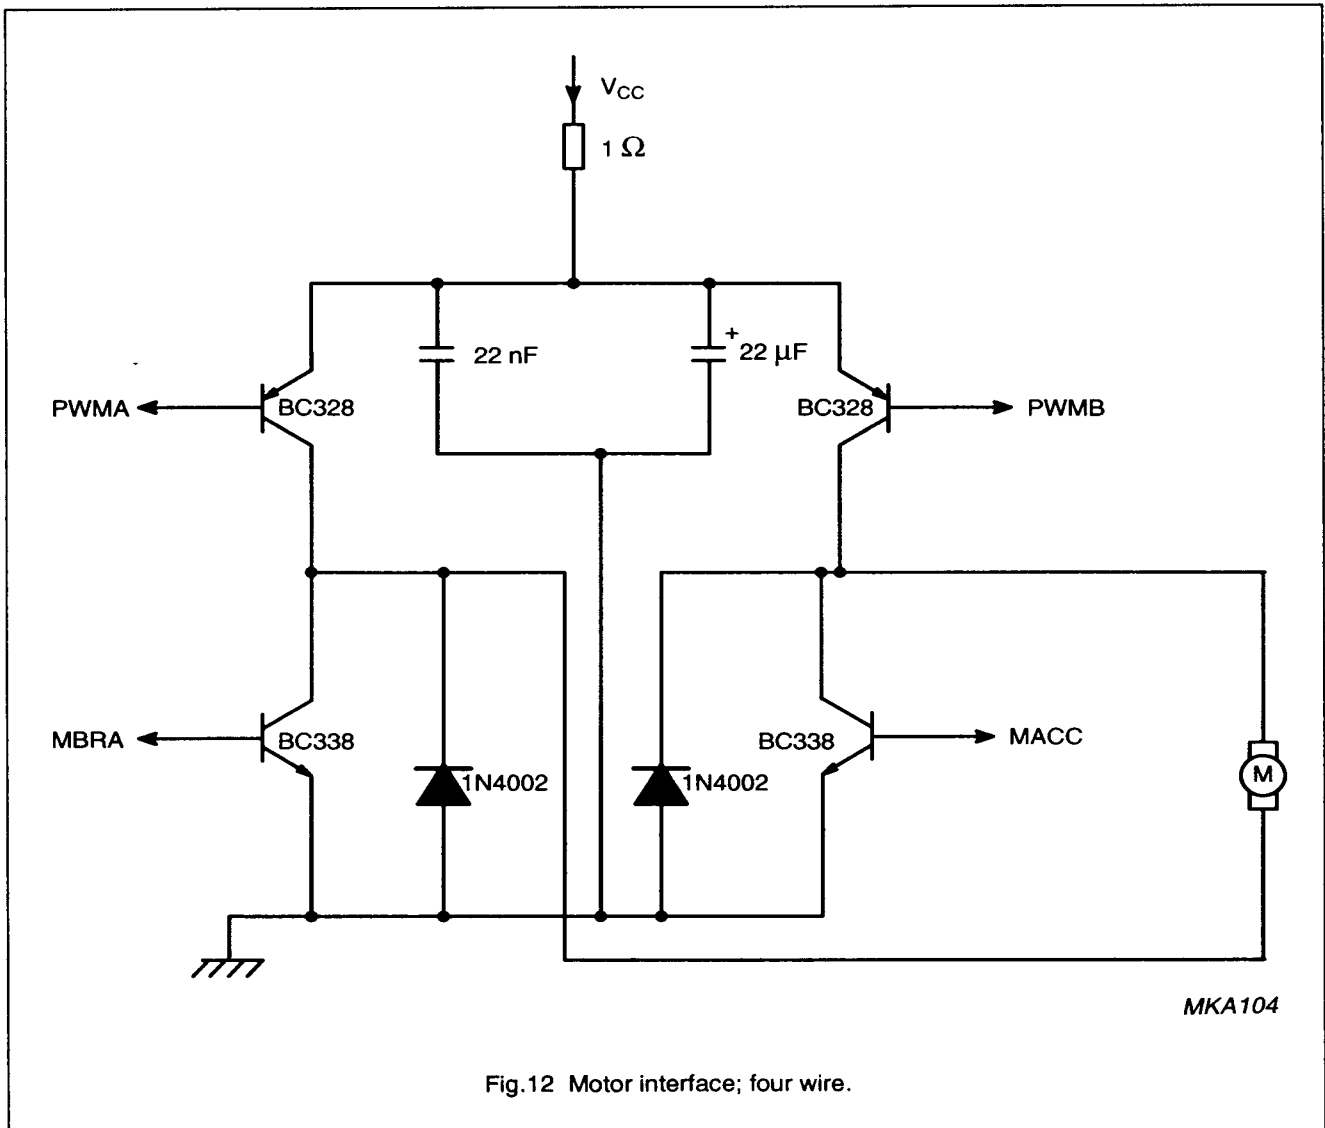 V_CC
1 Ω
22 nF
+
22 µF
PWMA
BC328
BC328
PWMB
MBRA
BC338
1N4002
1N4002
BC338
MACC
M
MKA104
Fig.12 Motor interface; four wire.